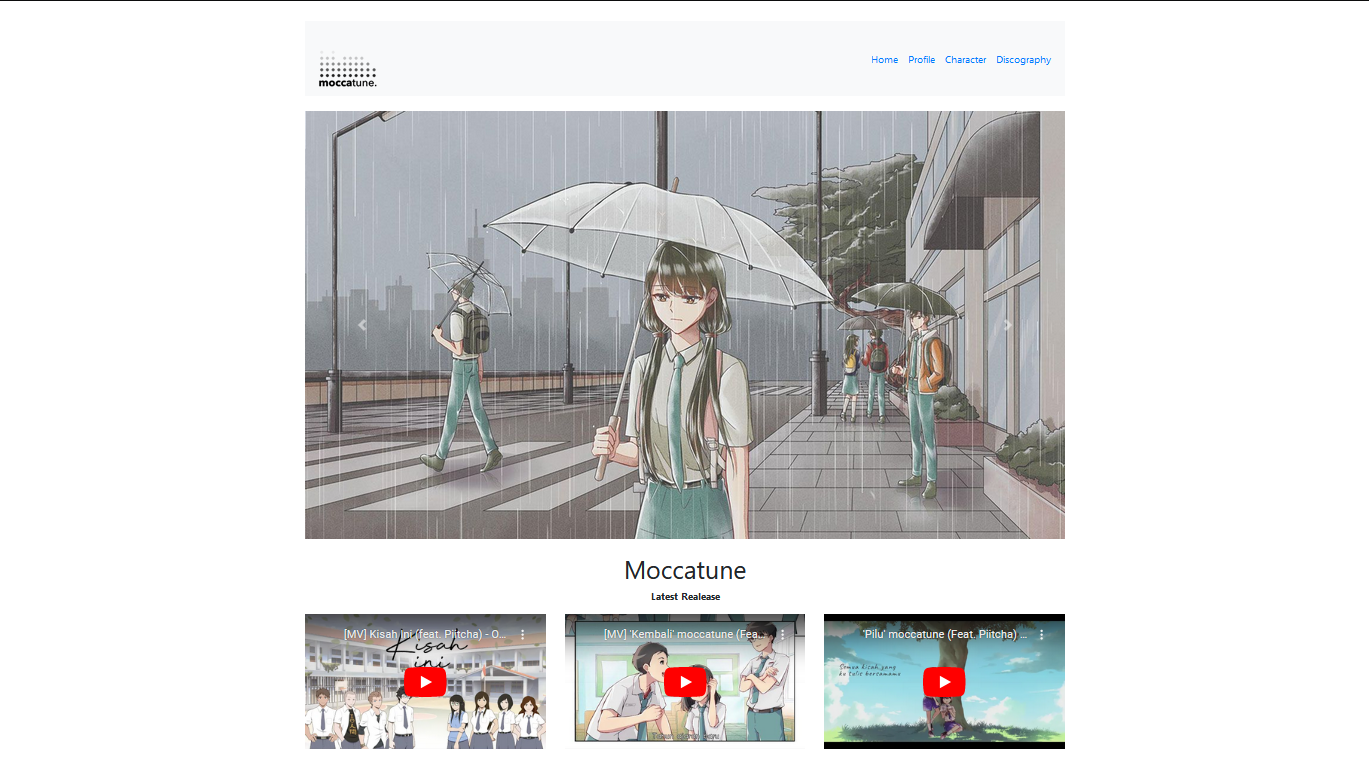 moccatune.
Home Profile Character Discography
Moccatune
Latest Realease
[MV] Kisah Ini (feat. Piitcha) - O...
Kisah
ini
[MV] 'Kembali' moccatune (Fea...
'Pilu' moccatune (Feat. Piitcha) ...
Semua kisah yang
ku tulis bersamamu